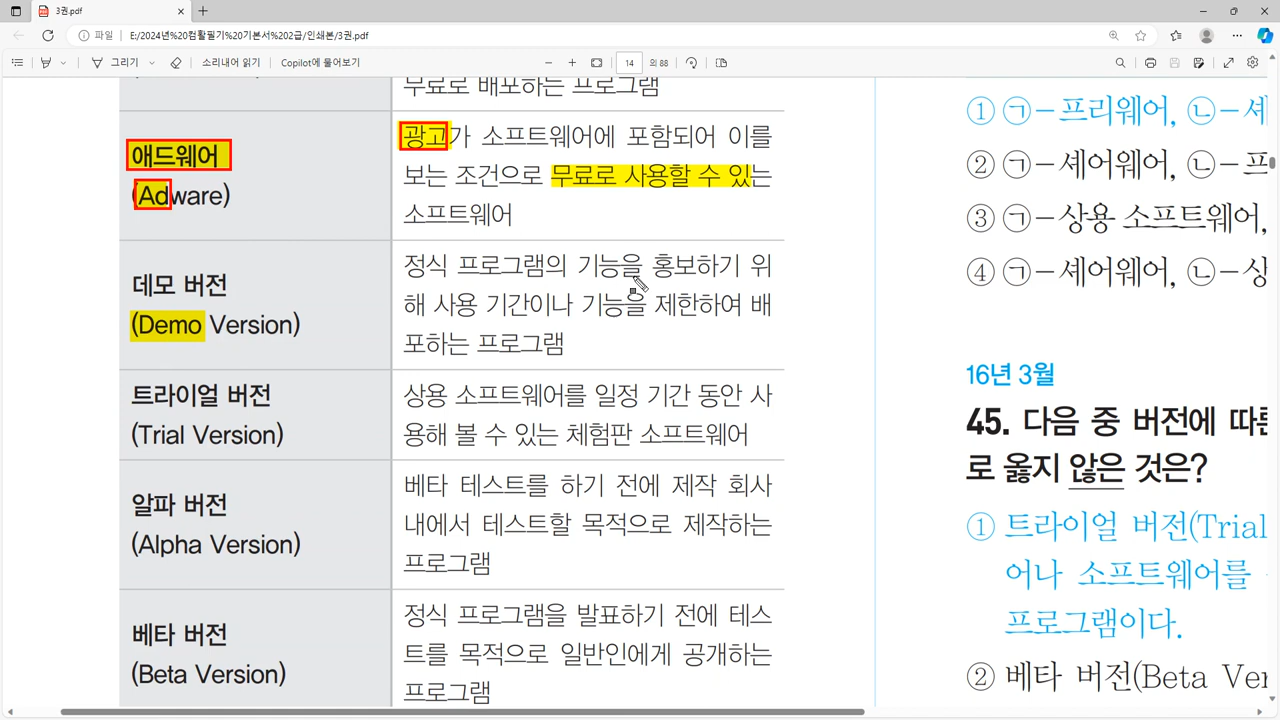 3권.pdf
파일
E:/2024년%20컴활필기%20기본서%202급/인쇄본/3권.pdf
그리기
소리내어 읽기
Copilot에 물어보기
14
의 88
무료로 배포하는 프로그램
애드웨어
(Adware)
광고가 소프트웨어에 포함되어 이를
보는 조건으로 무료로 사용할 수 있는
소프트웨어
데모 버전
(Demo Version)
정식 프로그램의 기능을 홍보하기 위
해 사용 기간이나 기능을 제한하여 배
포하는 프로그램
트라이얼 버전
(Trial Version)
상용 소프트웨어를 일정 기간 동안 사
용해 볼 수 있는 체험판 소프트웨어
알파 버전
(Alpha Version)
베타 테스트를 하기 전에 제작 회사
내에서 테스트할 목적으로 제작하는
프로그램
베타 버전
(Beta Version)
정식 프로그램을 발표하기 전에 테스
트를 목적으로 일반인에게 공개하는
프로그램
① ㉠－프리웨어, ㉡－셰
② ㉠－셰어웨어, ㉡－프
③ ㉠－상용 소프트웨어,
④ ㉠－셰어웨어, ㉡－상
16년 3월
45. 다음 중 버전에 따른
로 옳지 않은 것은?
① 트라이얼 버전(Trial
어나 소프트웨어를
프로그램이다.
② 베타 버전(Beta Ver